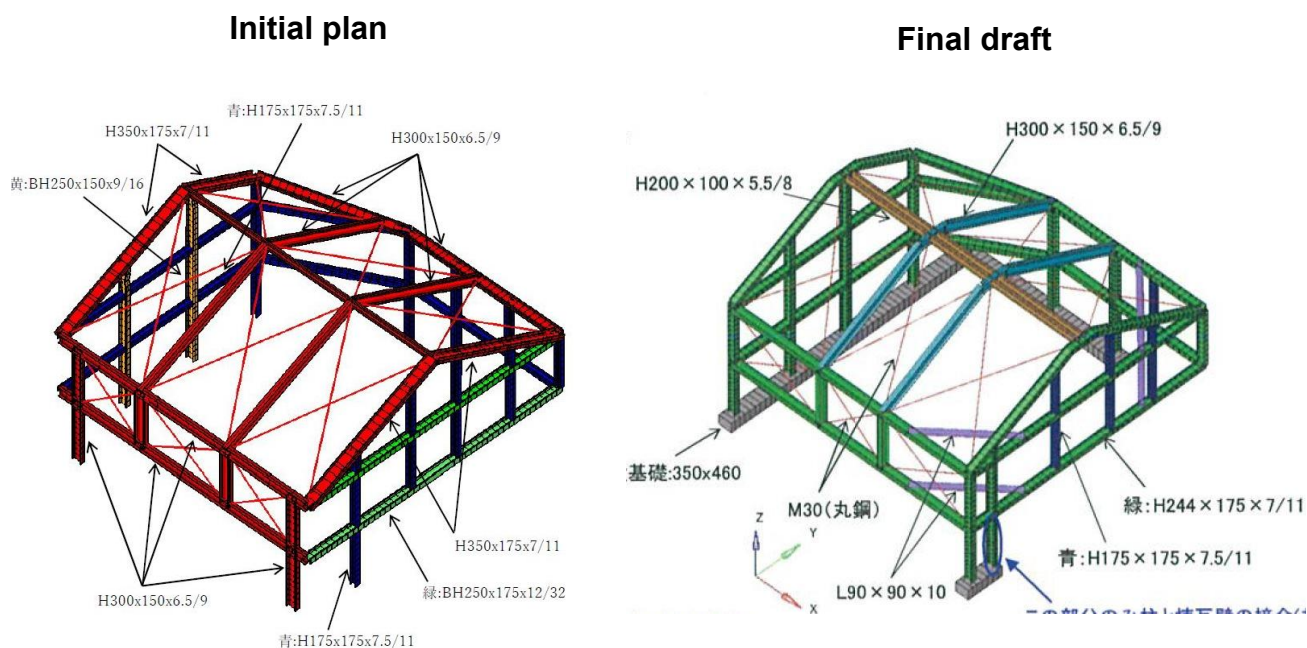 Initial plan
Final draft
青:H175x175x7.5/11
H350x175x7/11
H300x150x6.5/9
黄:BH250x150x9/16
H300×150×6.5/9
H200×100×5.5/8
基礎:350x460
M30(丸鋼)
L90×90×10
緑:H244×175×7/11
青:H175×175×7.5/11
Z
Y
X
H350x175x7/11
H300x150x6.5/9
緑:BH250x175x12/32
青:H175x175x7.5/11